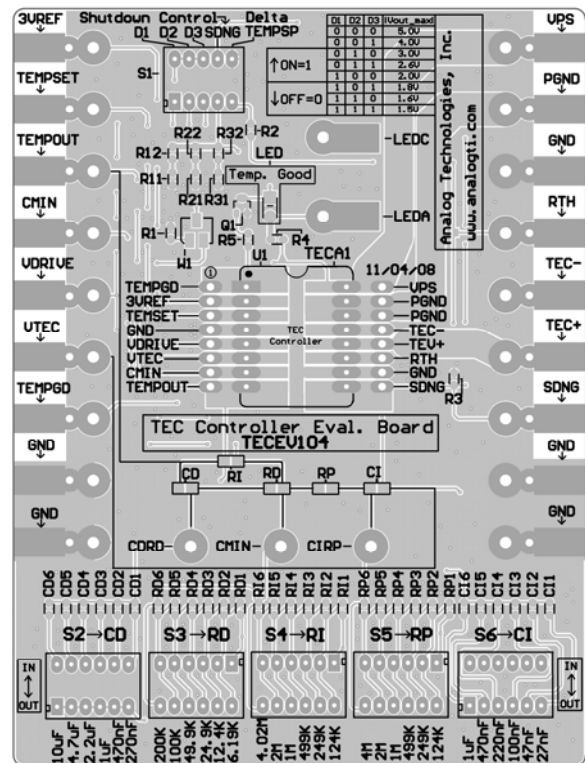 Shutdown Control Delta
D1 D2 D3 SDNG TEMPSP
S1
3VREF
TEMPSET
TEMPOUT
CMIN
VDRIVE
VTEC
TEMPGD
GND
GND
D1 D2 D3 |Vout_max|
0 0 0 5.0V
0 0 1 4.0V
0 1 0 3.0V
0 1 1 2.6V
1 0 0 2.0V
1 0 1 1.8V
1 1 0 1.6V
1 1 1 1.5V
↑ON=1
↓OFF=0
Analog Technologies, Inc.
www.analogti.com
VPS
PGND
GND
RTH
TEC-
TEC+
SDNG
GND
GND
R22 R32 R2
LED
LEDC
R12
R11
Temp. Good
R21 R31
LEDA
Q1
R1
R5 R4
W1
U1 TECA1
11/04/08
TEMPGD
3VREF
TEMSET
GND
VDRIVE
VTEC
CMIN
TEMPOUT
TEC
Controller
VPS
PGND
PGND
TEC-
TEV+
RTH
GND
SDNG
R3
TEC Controller Eval. Board
TECEV104
CD RI RD RP CI
CDRD CMIN CIRP
CD6 CD5 CD4 CD3 CD2 CD1
RD6 RD5 RD4 RD3 RD2 RD1
RI6 RI5 RI4 RI3 RI2 RI1
RP6 RP5 RP4 RP3 RP2 RP1
CI6 CI5 CI4 CI3 CI2 CI1
S2→CD S3→RD S4→RI S5→RP S6→CI
IN
OUT
IN
OUT
10uF 4.7uF 2.2uF 1uF 470nF 270nF
200K 100K 49.9K 24.9K 12.4K 6.19K
4.02M 2M 1M 499K 249K 124K
4M 2M 1M 499K 249K 124K
1uF 470nF 220nF 100nF 47nF 27nF